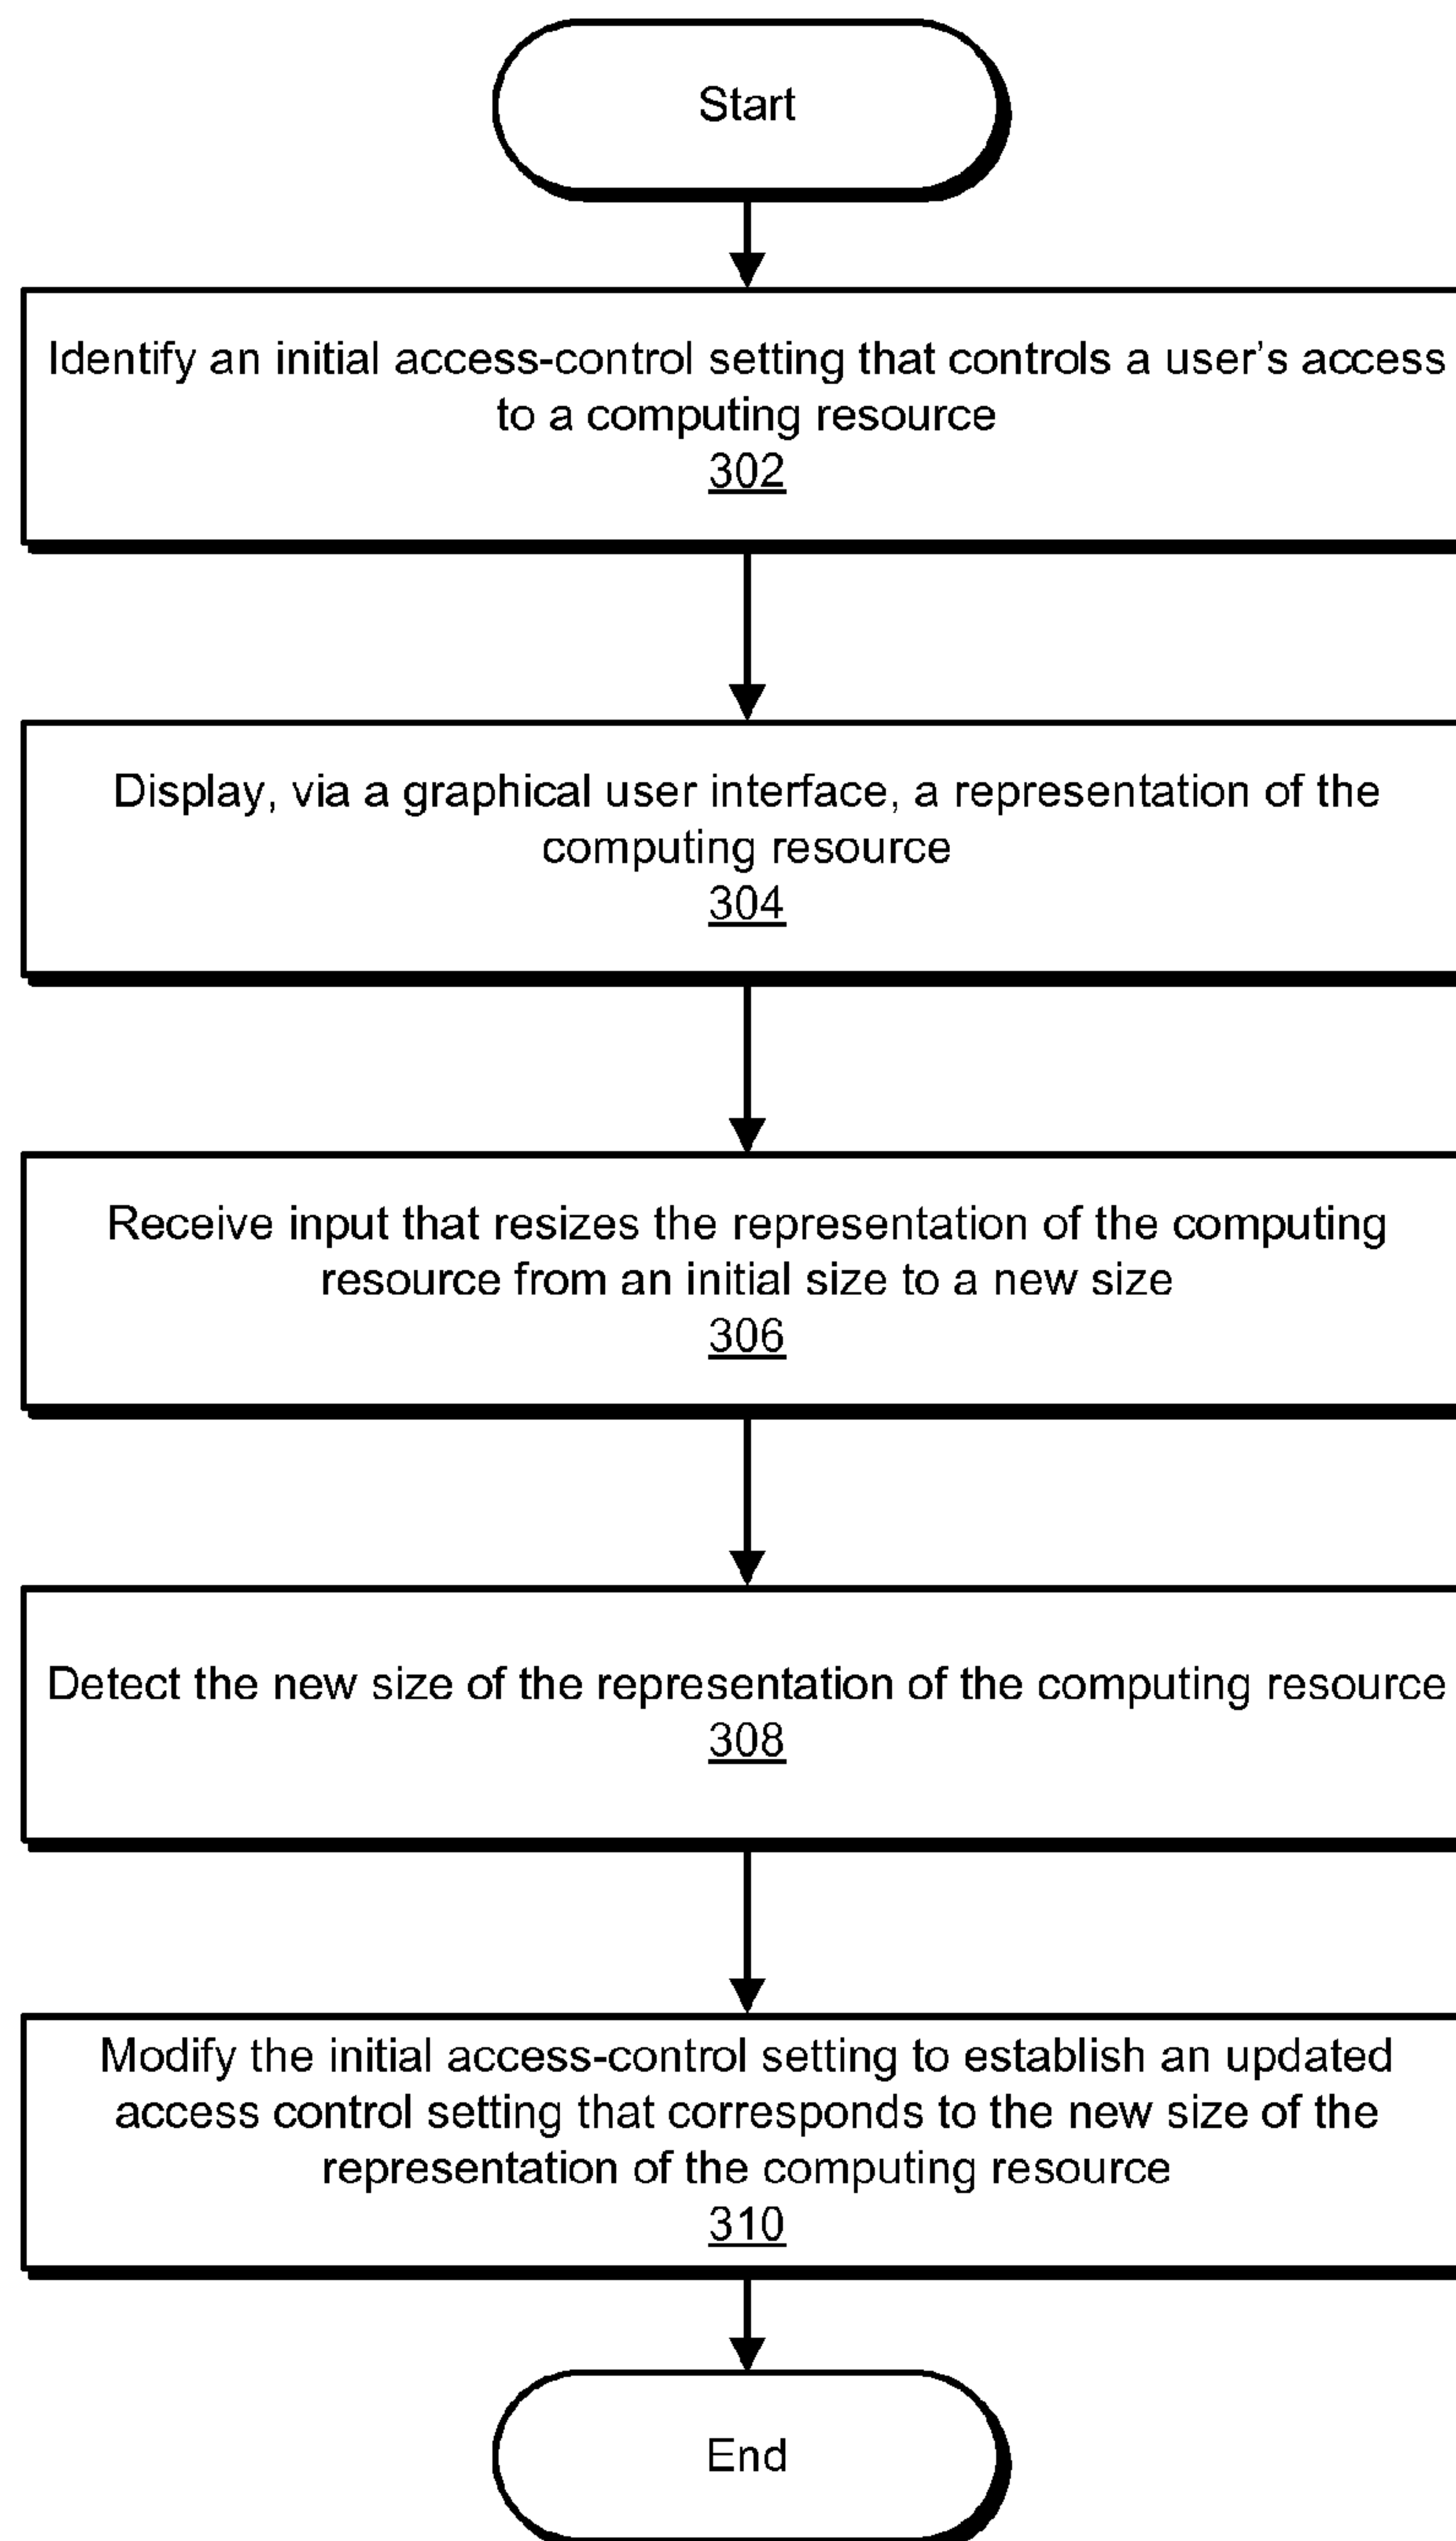 Start
Identify an initial access-control setting that controls a user's access
to a computing resource
302
Display, via a graphical user interface, a representation of the
computing resource
304
Receive input that resizes the representation of the computing
resource from an initial size to a new size
306
Detect the new size of the representation of the computing resource
308
Modify the initial access-control setting to establish an updated
access control setting that corresponds to the new size of the
representation of the computing resource
310
End